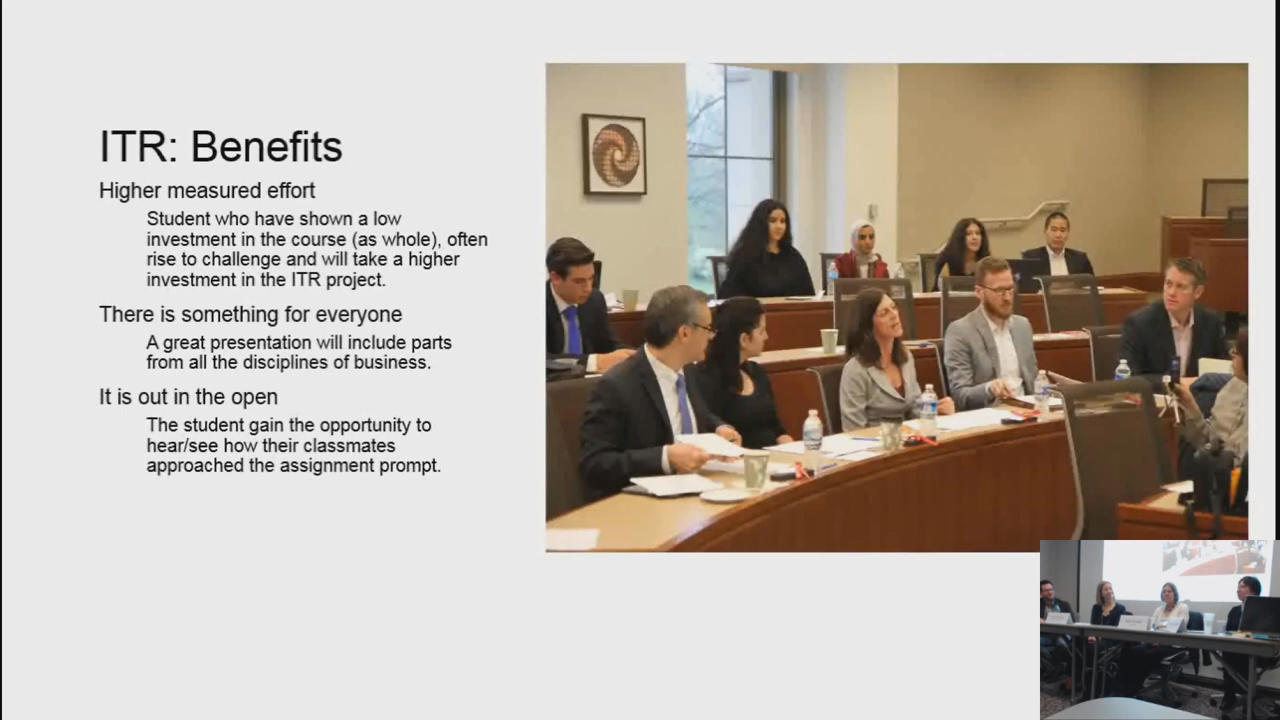 ITR: Benefits
Higher measured effort
Student who have shown a low
investment in the course (as whole), often
rise to challenge and will take a higher
investment in the ITR project.
There is something for everyone
A great presentation will include parts
from all the disciplines of business.
It is out in the open
The student gain the opportunity to
hear/see how their classmates
approached the assignment prompt.